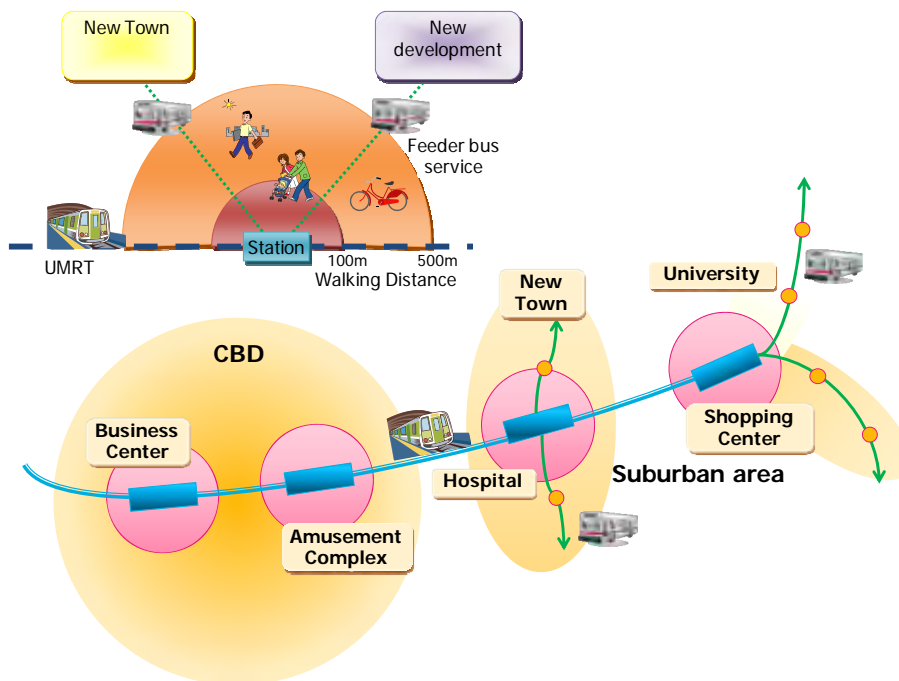 New Town
New
development
Feeder bus
service
Station
UMRT
100m
500m
Walking Distance
New
Town
University
CBD
Business
Center
Shopping
Center
Hospital
Suburban area
Amusement
Complex